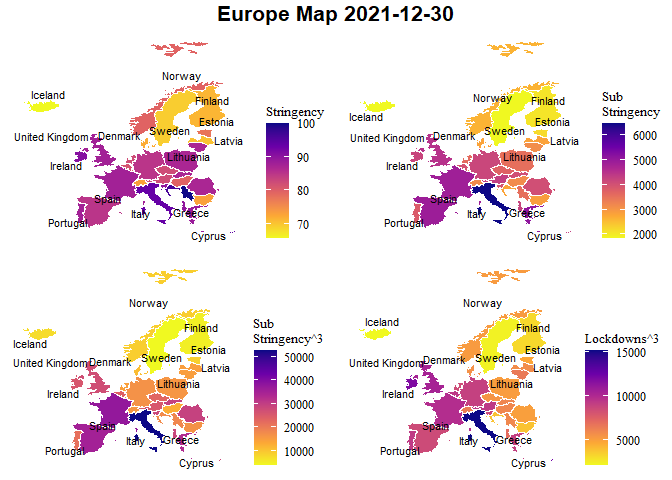 Europe Map 2021-12-30
Norway
Iceland
Finland
Estonia
United Kingdom
Denmark
Sweden
Latvia
Ireland
Lithuania
Spain
Portugal
Italy
Greece
Cyprus
Stringency
100
90
80
70
Norway
Iceland
Finland
Estonia
United Kingdom
Denmark
Sweden
Latvia
Ireland
Lithuania
Spain
Portugal
Italy
Greece
Cyprus
Sub
Stringency
6000
5000
4000
3000
2000
Norway
Iceland
Finland
Estonia
United Kingdom
Denmark
Sweden
Latvia
Ireland
Lithuania
Spain
Portugal
Italy
Greece
Cyprus
Sub
Stringency^3
50000
40000
30000
20000
10000
Norway
Iceland
Finland
Estonia
United Kingdom
Denmark
Sweden
Latvia
Ireland
Lithuania
Spain
Portugal
Italy
Greece
Cyprus
Lockdowns^3
15000
10000
5000